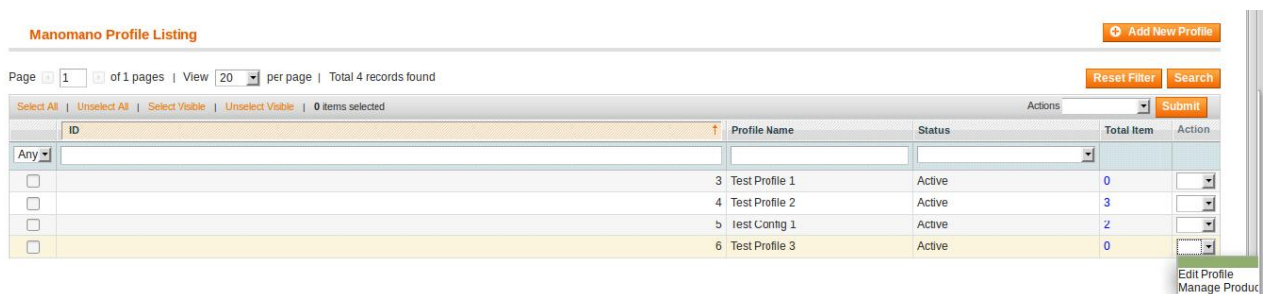 Manomano Profile Listing
Add New Profile
Page 1 of 1 pages | View 20 per page | Total 4 records found
Reset Filter Search
Select All | Unselect All | Select Visible | Unselect Visible | 0 items selected Actions Submit
ID ↑ Profile Name Status Total Item Action
Any
3 Test Profile 1 Active 0
4 Test Profile 2 Active 3
5 Test Config 1 Active 2
6 Test Profile 3 Active 0
Edit Profile
Manage Produc